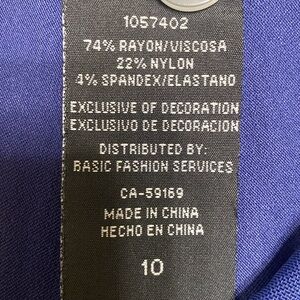 1057402
74% RAYON/VISCOSA
22% NYLON
4% SPANDEX/ELASTANO
EXCLUSIVE OF DECORATION
EXCLUSIVO DE DECORACION
DISTRIBUTED BY:
BASIC FASHION SERVICES
CA-59169
MADE IN CHINA
HECHO EN CHINA
10